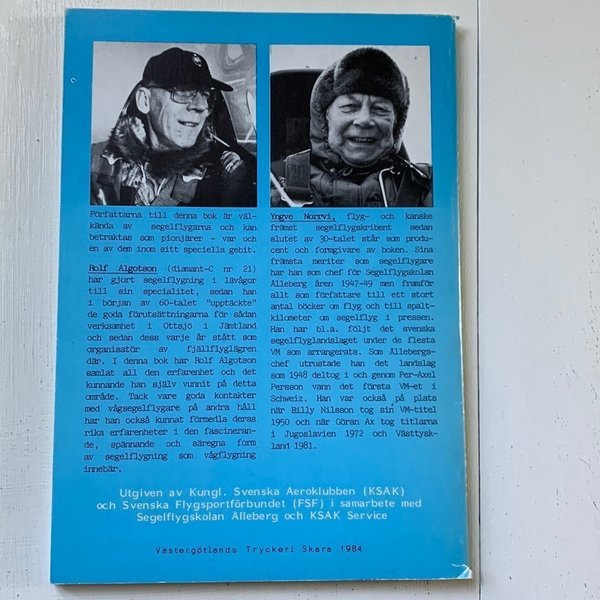 Författarna till denna bok är väl-
kända av segelflygarna och kan
betraktas som pionjärer - var och
en av dem inom sitt speciella gebit.
Rolf Algotson (diamant-C nr 21)
har gjort segelflygning i lävågor
till sin specialitet, sedan han
i början av 60-talet "upptäckte"
de goda förutsättningarna för sådan
verksamhet i Ottsjö i Jämtland
och sedan dess varje år stått som
organisatör av fjällflyglägren
där. I denna bok har Rolf Algotson
samlat all den erfarenhet och det
kunnande han själv vunnit på detta
område. Tack vare goda kontakter
med vågsegelflygare på andra håll
har han också kunnat förmedla deras
rika erfarenheter i den fascineran-
de, spännande och säregna form
av segelflygning som vågflygning
innebär.
Yngve Norrvi, flyg- och kanske
främst segelflygskribent sedan
slutet av 30-talet står som produ-
cent och formgivare av boken. Sina
främsta meriter som segelflygare
har han som chef för Segelflygskolan
Ålleberg åren 1947-49 men framför
allt som författare till ett stort
antal böcker om flyg och till spalt-
kilometer om segelflyg i pressen.
Han har bl.a. följt det svenska
segelflyglandslaget under de flesta
VM som arrangerats. Som Ållebergs-
chef utrustade han det landslag
som 1948 deltog i och genom Per-Axel
Persson vann det första VM-et i
Schweiz. Han var också på plats
när Billy Nilsson tog sin VM-titel
1950 och när Göran Ax tog titlarna
i Jugoslavien 1972 och Västtysk-
land 1981.
Utgiven av Kungl. Svenska Aeroklubben (KSAK)
och Svenska Flygsportförbundet (FSF) i samarbete med
Segelflygskolan Ålleberg och KSAK Service
Västergötlands Tryckeri Skara 1984